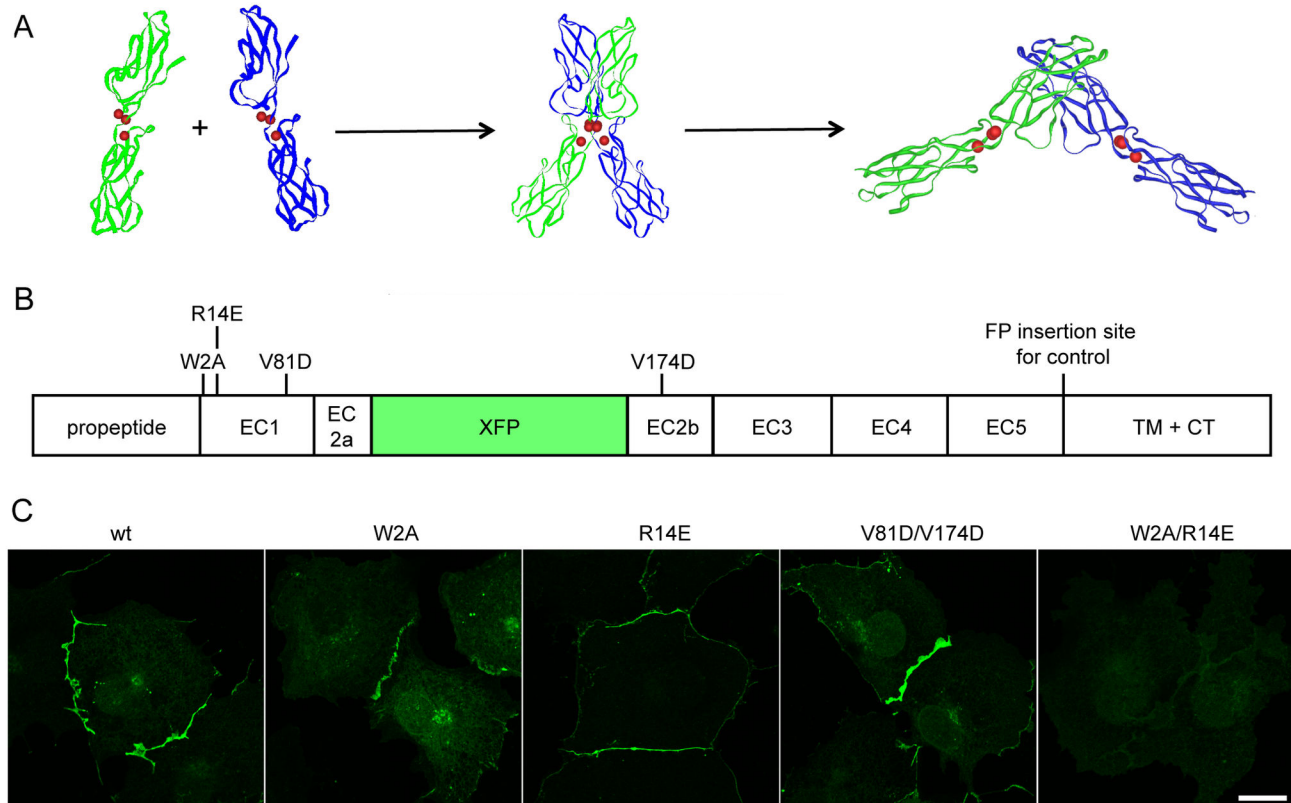 A
+
B
R14E
W2A
V81D
V174D
FP insertion site
for control
propeptide
EC1
EC
2a
XFP
EC2b
EC3
EC4
EC5
TM + CT
C
wt
W2A
R14E
V81D/V174D
W2A/R14E